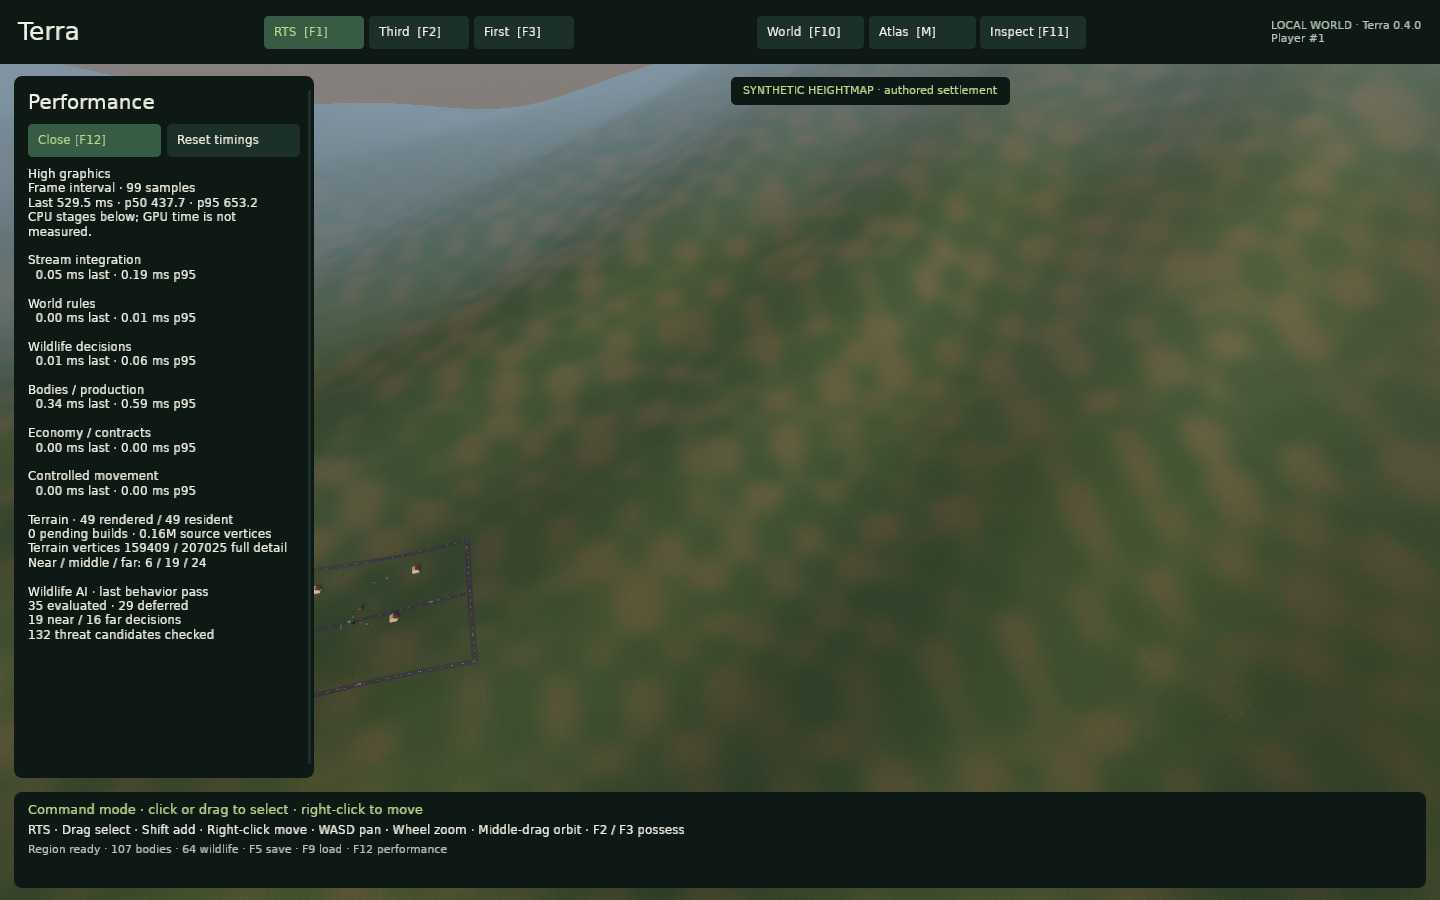 Terra
RTS [F1]
Third [F2]
First [F3]
World [F10]
Atlas [M]
Inspect [F11]
LOCAL WORLD · Terra 0.4.0
Player #1
SYNTHETIC HEIGHTMAP · authored settlement
Performance
Close [F12]
Reset timings
High graphics
Frame interval · 99 samples
Last 529.5 ms · p50 437.7 · p95 653.2
CPU stages below; GPU time is not
measured.
Stream integration
0.05 ms last · 0.19 ms p95
World rules
0.00 ms last · 0.01 ms p95
Wildlife decisions
0.01 ms last · 0.06 ms p95
Bodies / production
0.34 ms last · 0.59 ms p95
Economy / contracts
0.00 ms last · 0.00 ms p95
Controlled movement
0.00 ms last · 0.00 ms p95
Terrain · 49 rendered / 49 resident
0 pending builds · 0.16M source vertices
Terrain vertices 159409 / 207025 full detail
Near / middle / far: 6 / 19 / 24
Wildlife AI · last behavior pass
35 evaluated · 29 deferred
19 near / 16 far decisions
132 threat candidates checked
Command mode · click or drag to select · right-click to move
RTS · Drag select · Shift add · Right-click move · WASD pan · Wheel zoom · Middle-drag orbit · F2 / F3 possess
Region ready · 107 bodies · 64 wildlife · F5 save · F9 load · F12 performance